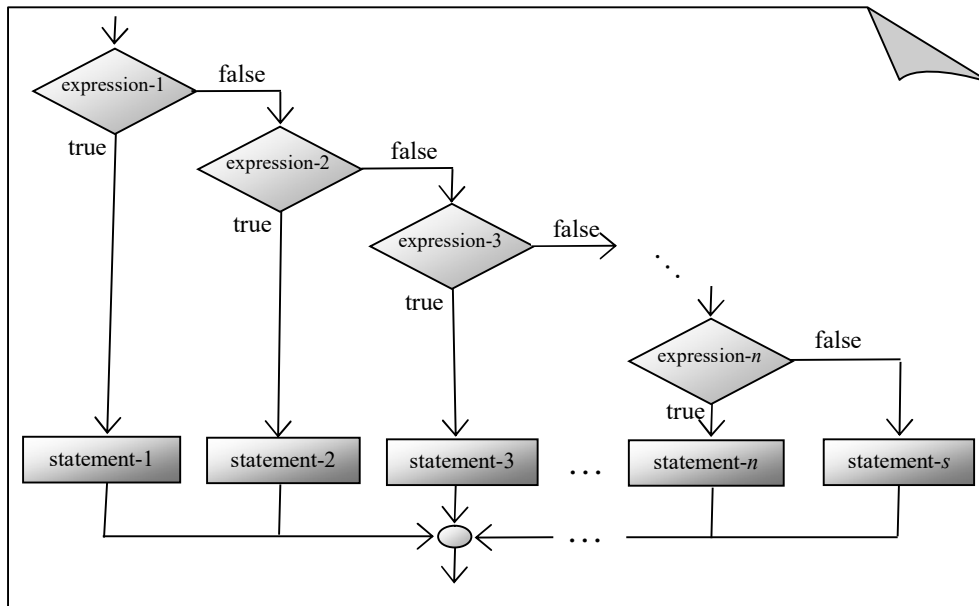 expression-1
false
true
expression-2
false
true
expression-3
false
true
...
expression-n
false
true
statement-1
statement-2
statement-3
...
statement-n
statement-s
...